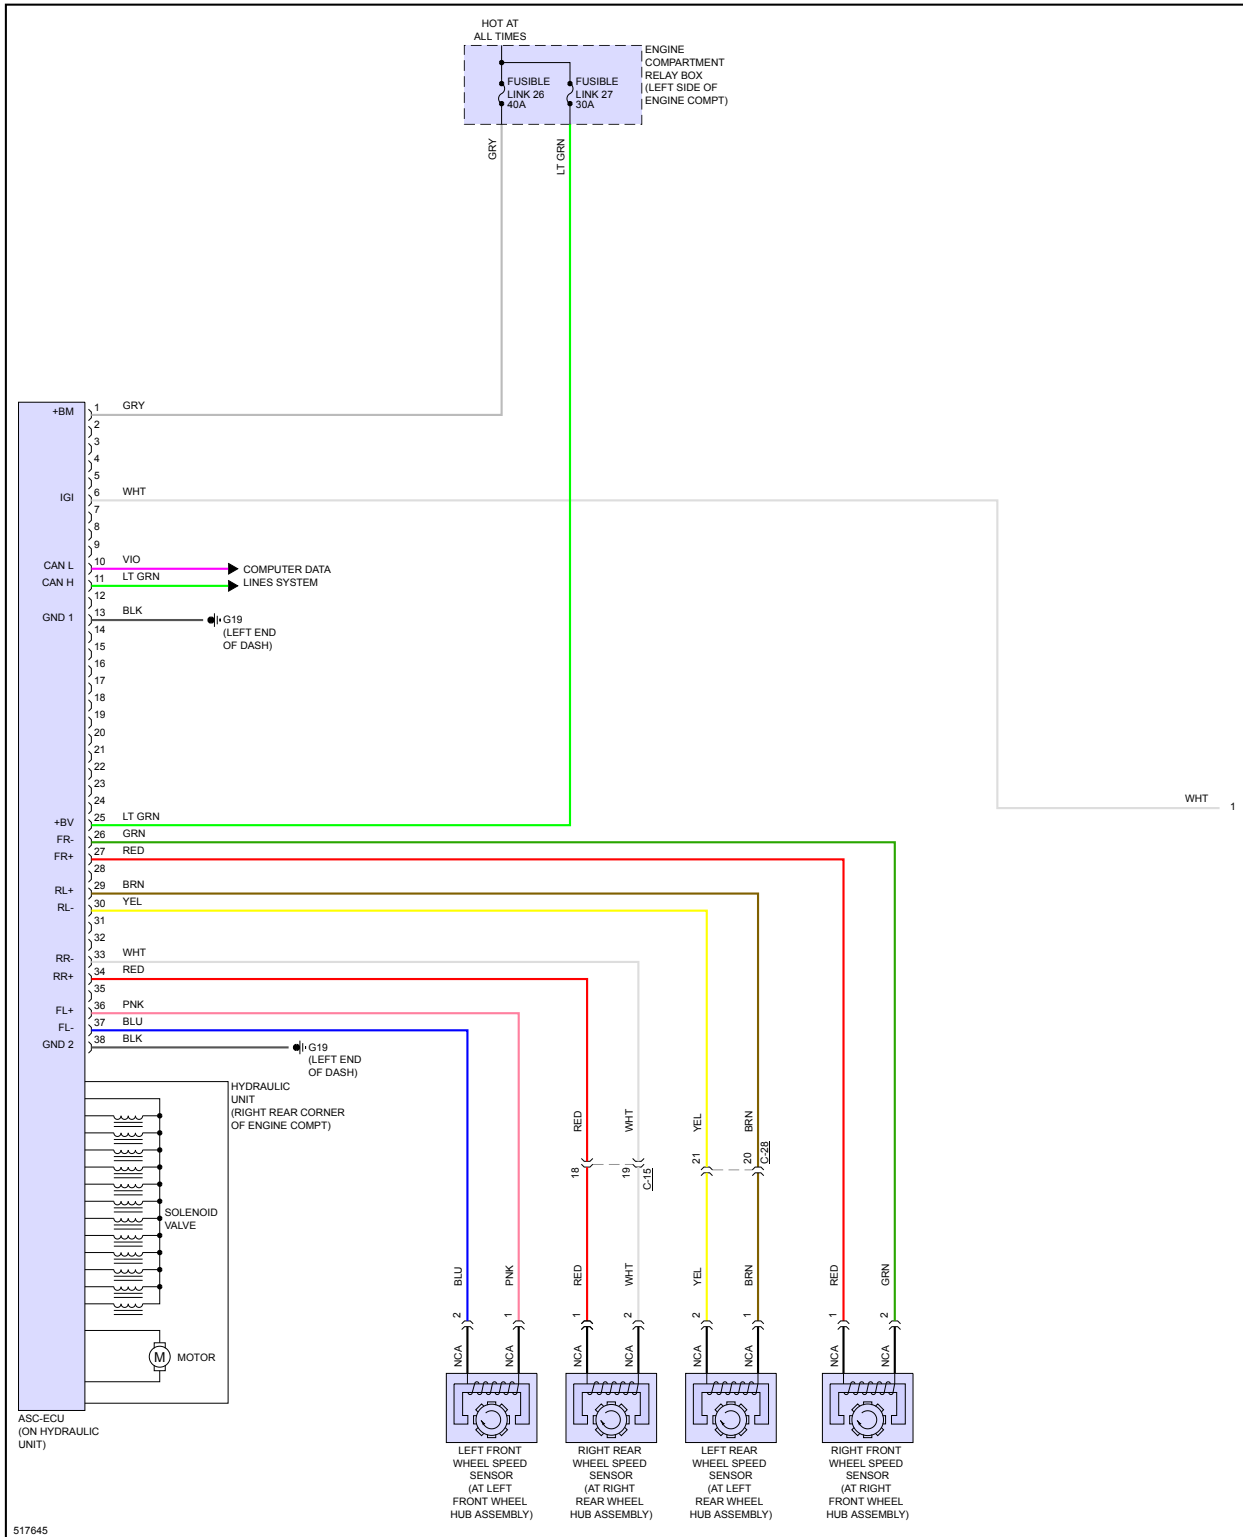 HOT AT
ALL TIMES
ENGINE
COMPARTMENT
RELAY BOX
(LEFT SIDE OF
ENGINE COMPT)
FUSIBLE
LINK 26
40A
FUSIBLE
LINK 27
30A
GRY
LT GRN
+BM 1 GRY
2
3
4
5
IGI 6 WHT
7
8
9
CAN L 10 VIO
CAN H 11 LT GRN
COMPUTER DATA
LINES SYSTEM
12
GND 1 13 BLK
G19
(LEFT END
OF DASH)
14
15
16
17
18
19
20
21
22
23
24
WHT 1
+BV 25 LT GRN
FR- 26 GRN
FR+ 27 RED
28
RL+ 29 BRN
RL- 30 YEL
31
32
RR- 33 WHT
RR+ 34 RED
35
FL+ 36 PNK
FL- 37 BLU
GND 2 38 BLK
G19
(LEFT END
OF DASH)
HYDRAULIC
UNIT
(RIGHT REAR CORNER
OF ENGINE COMPT)
SOLENOID
VALVE
M MOTOR
ASC-ECU
(ON HYDRAULIC
UNIT)
RED WHT YEL BRN
18 19 C-15 21 20 C-28
BLU PNK RED WHT YEL BRN RED GRN
2 1 1 2 2 1 1 2
NCA NCA NCA NCA NCA NCA NCA NCA
LEFT FRONT
WHEEL SPEED
SENSOR
(AT LEFT
FRONT WHEEL
HUB ASSEMBLY)
RIGHT REAR
WHEEL SPEED
SENSOR
(AT RIGHT
REAR WHEEL
HUB ASSEMBLY)
LEFT REAR
WHEEL SPEED
SENSOR
(AT LEFT
REAR WHEEL
HUB ASSEMBLY)
RIGHT FRONT
WHEEL SPEED
SENSOR
(AT RIGHT
FRONT WHEEL
HUB ASSEMBLY)
517645